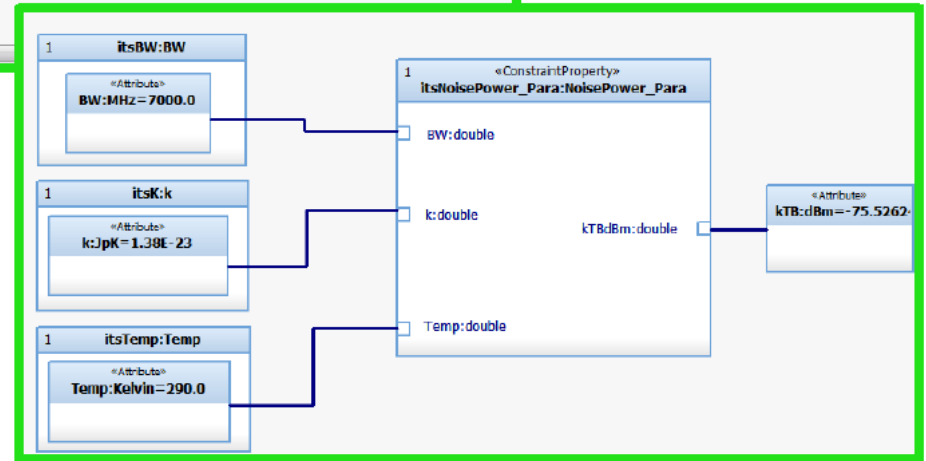 1 itsBW:BW
«Attribute»
BW:MHz=7000.0
1 «ConstraintProperty»
itsNoisePower_Para:NoisePower_Para
BW:double
1 itsK:k
«Attribute»
k:JpK=1.38E-23
k:double
kTBdBm:double
«Attribute»
kTB:dBm=-75.5262
1 itsTemp:Temp
«Attribute»
Temp:Kelvin=290.0
Temp:double